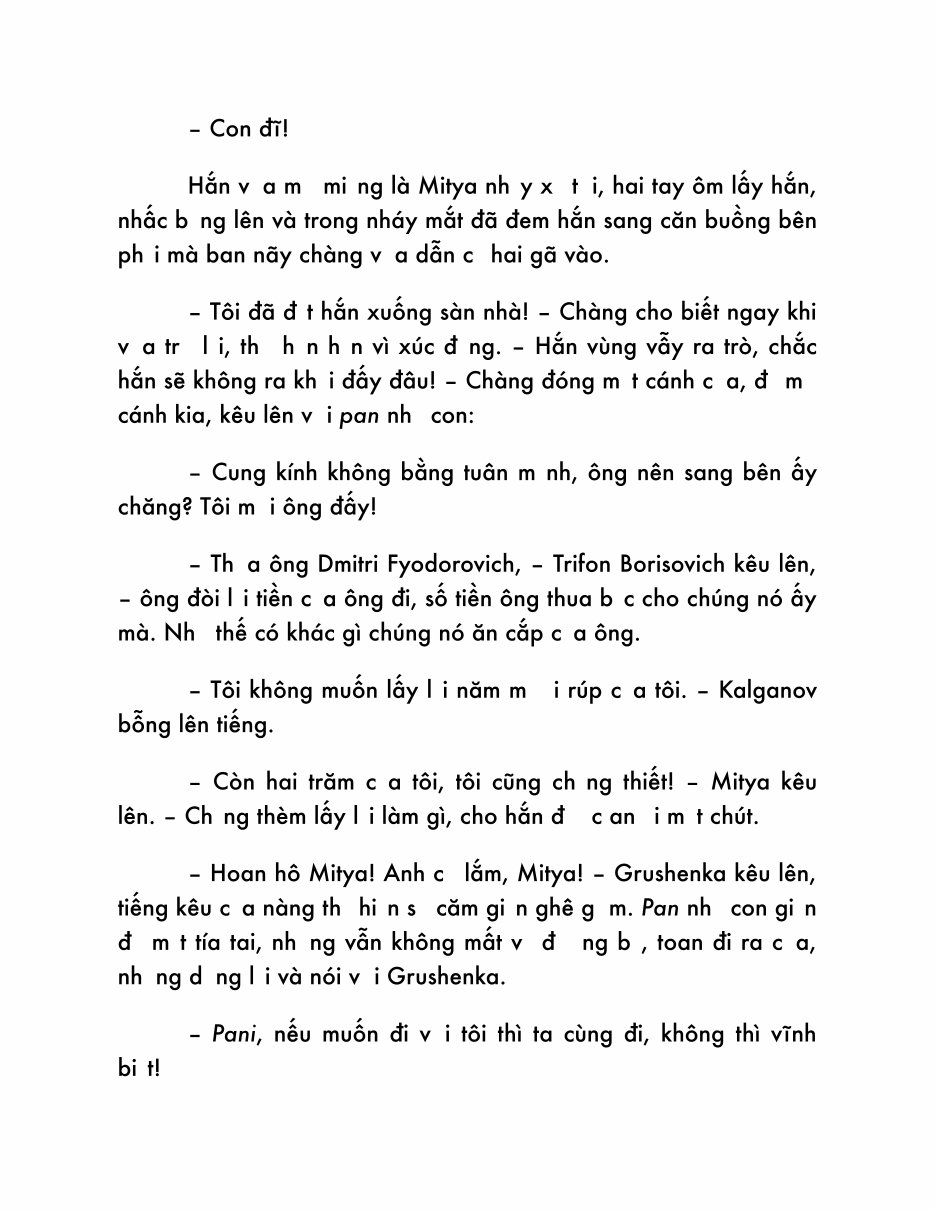 – Con đĩ!
Hắn v a m mi ng là Mitya nh y x t i, hai tay ôm lấy hắn,
nhấc b ng lên và trong nháy mắt đã đem hắn sang căn buồng bên
ph i mà ban nãy chàng v a dẫn c hai gã vào.
– Tôi đã đ t hắn xuống sàn nhà! – Chàng cho biết ngay khi
v a tr l i, th h n h n vì xúc đ ng. – Hắn vùng vẫy ra trò, chắc
hắn sẽ không ra kh i đấy đâu! – Chàng đóng m t cánh c a, đ m
cánh kia, kêu lên v i pan nh con:
– Cung kính không bằng tuân m nh, ông nên sang bên ấy
chăng? Tôi m i ông đấy!
– Th a ông Dmitri Fyodorovich, – Trifon Borisovich kêu lên,
– ông đòi l i tiền c a ông đi, số tiền ông thua b c cho chúng nó ấy
mà. Nh thế có khác gì chúng nó ăn cắp c a ông.
– Tôi không muốn lấy l i năm m i rúp c a tôi. – Kalganov
bỗng lên tiếng.
– Còn hai trăm c a tôi, tôi cũng ch ng thiết! – Mitya kêu
lên. – Ch ng thèm lấy l i làm gì, cho hắn đ c an i m t chút.
– Hoan hô Mitya! Anh c lắm, Mitya! – Grushenka kêu lên,
tiếng kêu c a nàng th hi n s căm gi n ghê g m. Pan nh con gi n
đ m t tía tai, nh ng vẫn không mất v đ ng b , toan đi ra c a,
nh ng d ng l i và nói v i Grushenka.
– Pani, nếu muốn đi v i tôi thì ta cùng đi, không thì vĩnh
bi t!